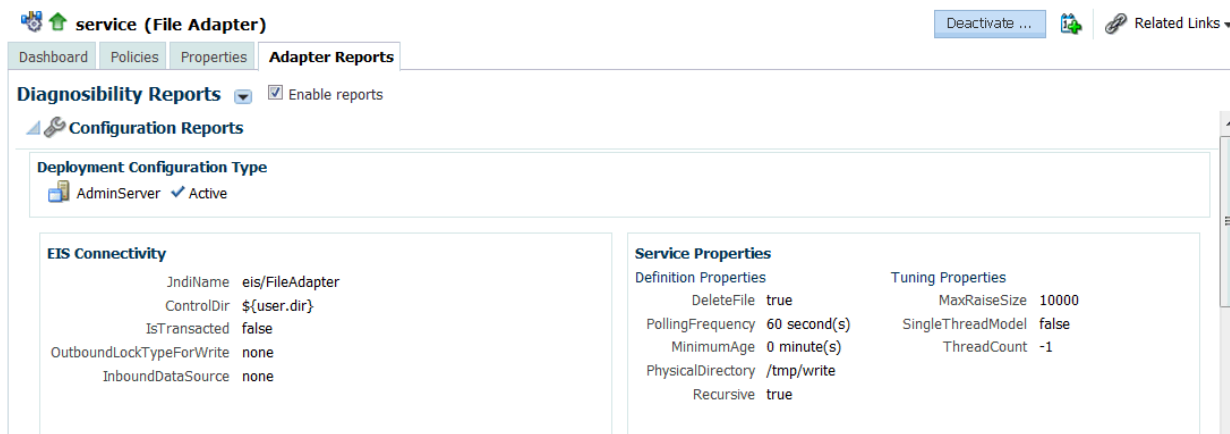 service (File Adapter)
Deactivate ...
Related Links
Dashboard Policies Properties Adapter Reports
Diagnosibility Reports Enable reports
Configuration Reports
Deployment Configuration Type
AdminServer Active
EIS Connectivity
JndiName eis/FileAdapter
ControlDir ${user.dir}
IsTransacted false
OutboundLockTypeForWrite none
InboundDataSource none
Service Properties
Definition Properties
DeleteFile true
PollingFrequency 60 second(s)
MinimumAge 0 minute(s)
PhysicalDirectory /tmp/write
Recursive true
Tuning Properties
MaxRaiseSize 10000
SingleThreadModel false
ThreadCount -1